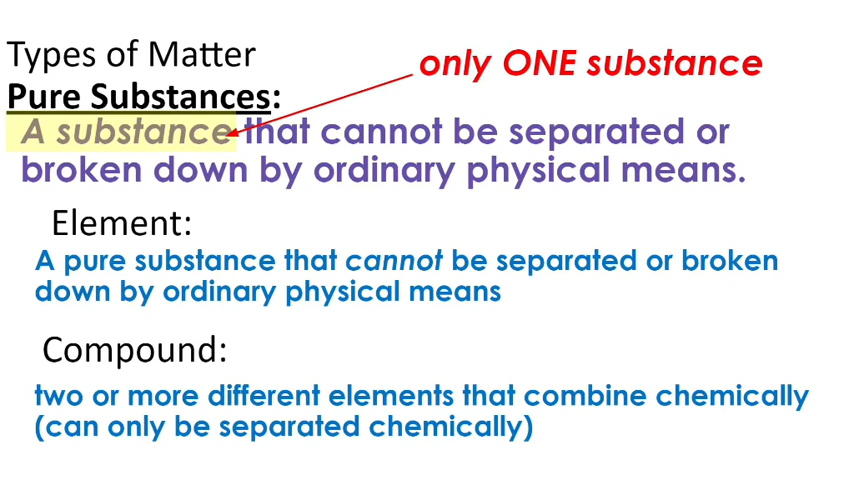 Types of Matter
only ONE substance
Pure Substances:
A substance that cannot be separated or
broken down by ordinary physical means.
Element:
A pure substance that cannot be separated or broken
down by ordinary physical means
Compound:
two or more different elements that combine chemically
(can only be separated chemically)